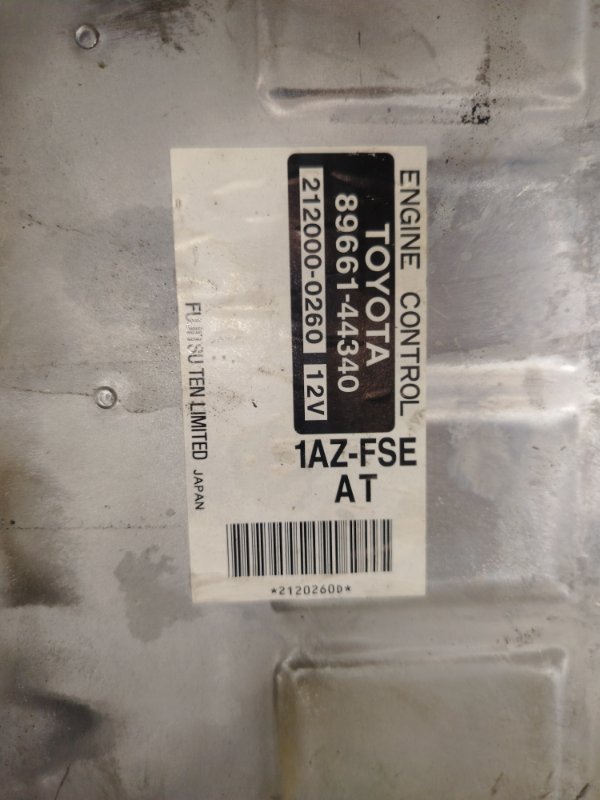 ENGINE CONTROL
TOYOTA
89661-44340
212000-0260 12V
1AZ-FSE
AT
FUJITSU TEN LIMITED JAPAN
*2120260D*